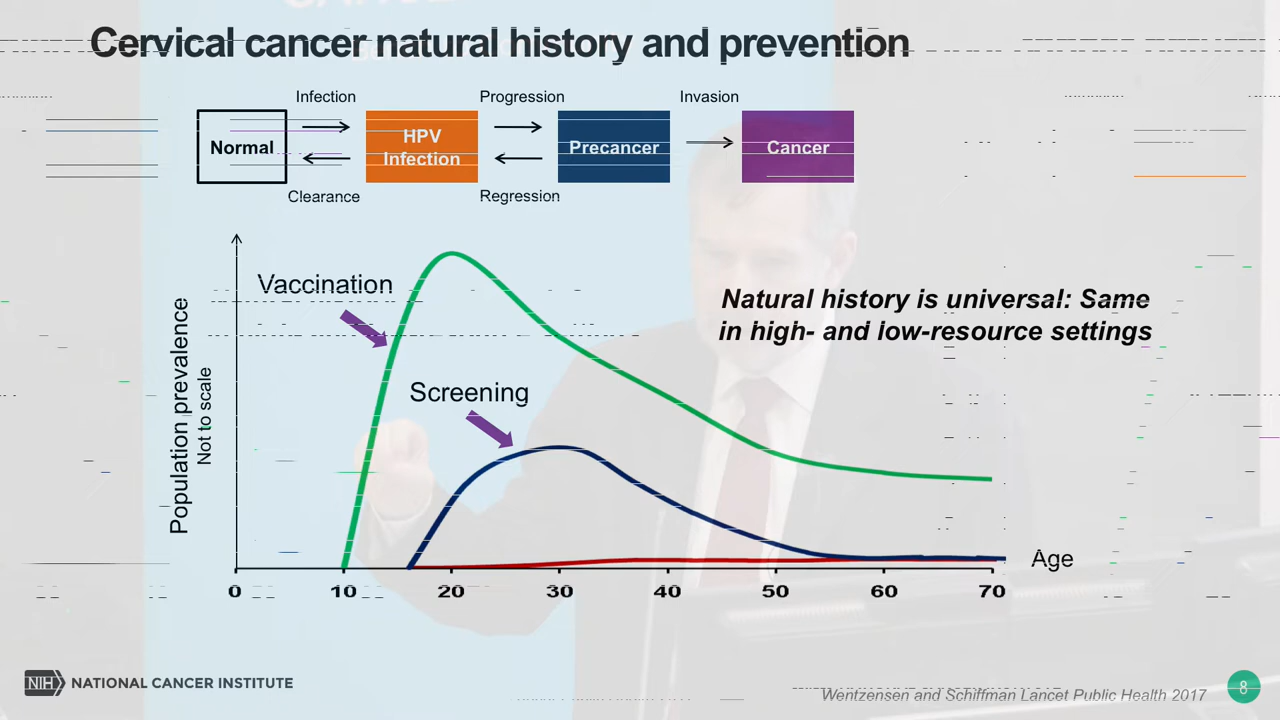 Cervical cancer natural history and prevention
Infection
Progression
Invasion
Normal
HPV
Infection
Precancer
Cancer
Clearance
Regression
Vaccination
Screening
Natural history is universal: Same
in high- and low-resource settings
Population prevalence
Not to scale
Age
0 10 20 30 40 50 60 70
NIH NATIONAL CANCER INSTITUTE
Wentzensen and Schiffman Lancet Public Health 2017
8